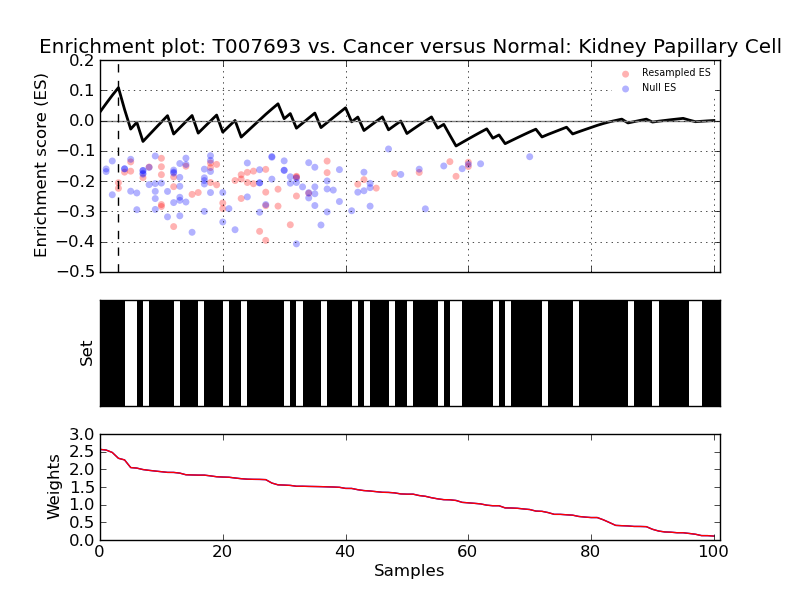 Enrichment plot: T007693 vs. Cancer versus Normal: Kidney Papillary Cell
Enrichment score (ES)
0.2
0.1
0.0
−0.1
−0.2
−0.3
−0.4
−0.5
Resampled ES
Null ES
Set
Weights
3.0
2.5
2.0
1.5
1.0
0.5
0.0
0 20 40 60 80 100
Samples